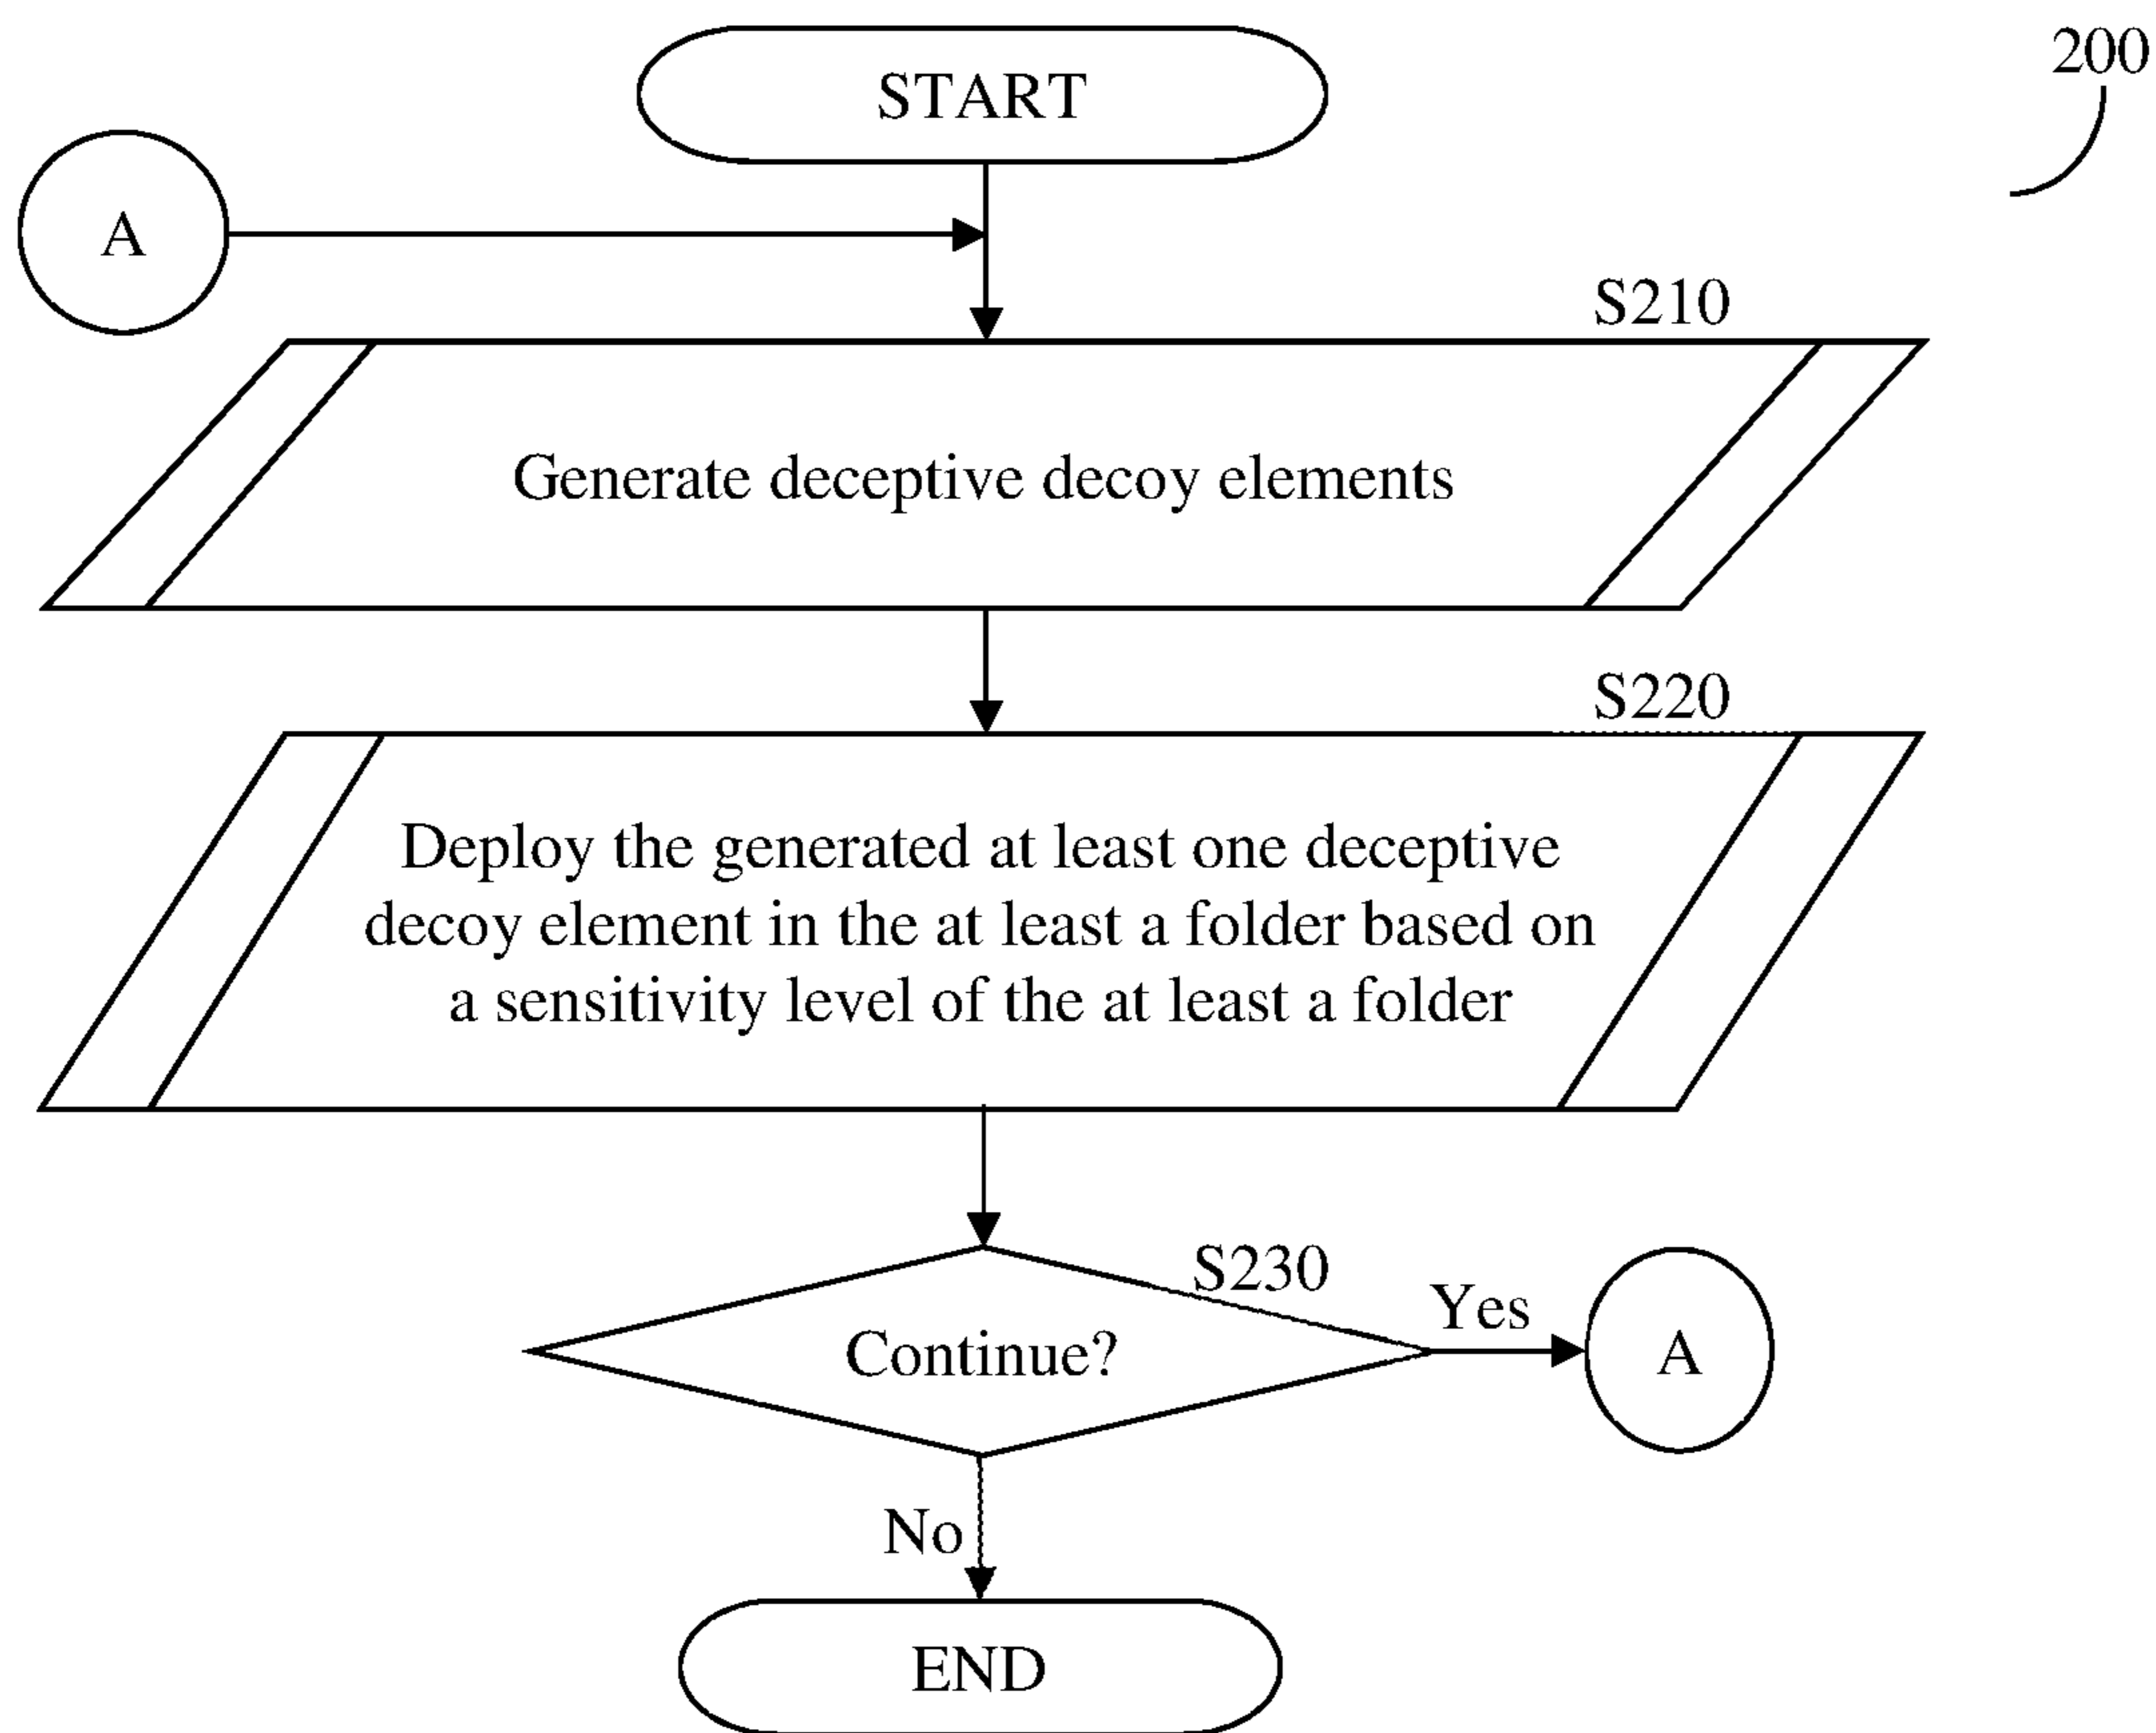 START
200
A
S210
Generate deceptive decoy elements
S220
Deploy the generated at least one deceptive
decoy element in the at least a folder based on
a sensitivity level of the at least a folder
S230
Continue?
Yes
A
No
END